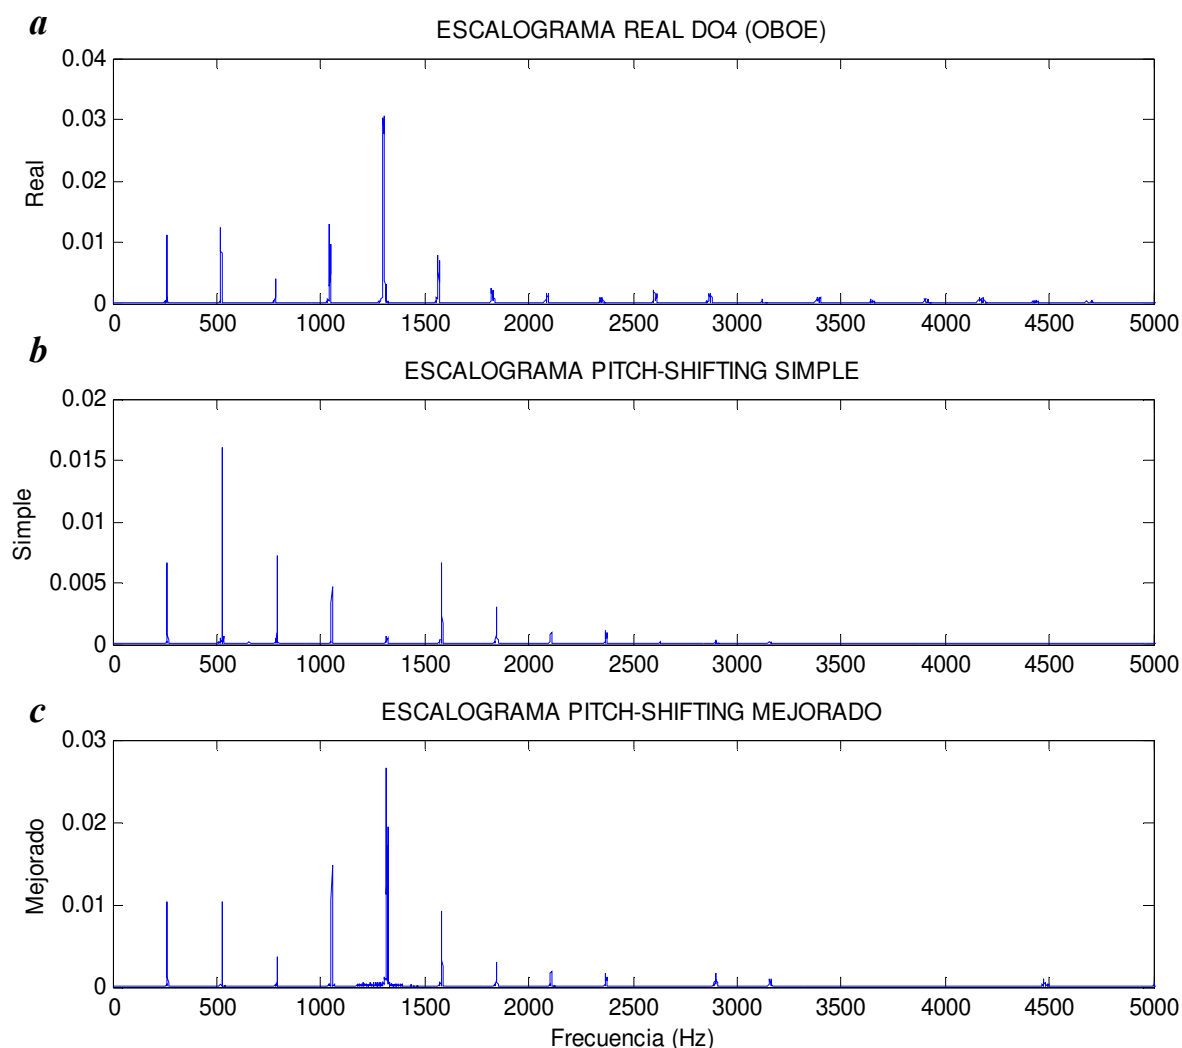 a
ESCALOGRAMA REAL DO4 (OBOE)
0.04
0.03
0.02
0.01
0
Real
0 500 1000 1500 2000 2500 3000 3500 4000 4500 5000
b
ESCALOGRAMA PITCH-SHIFTING SIMPLE
0.02
0.015
0.01
0.005
0
Simple
0 500 1000 1500 2000 2500 3000 3500 4000 4500 5000
c
ESCALOGRAMA PITCH-SHIFTING MEJORADO
0.03
0.02
0.01
0
Mejorado
0 500 1000 1500 2000 2500 3000 3500 4000 4500 5000
Frecuencia (Hz)